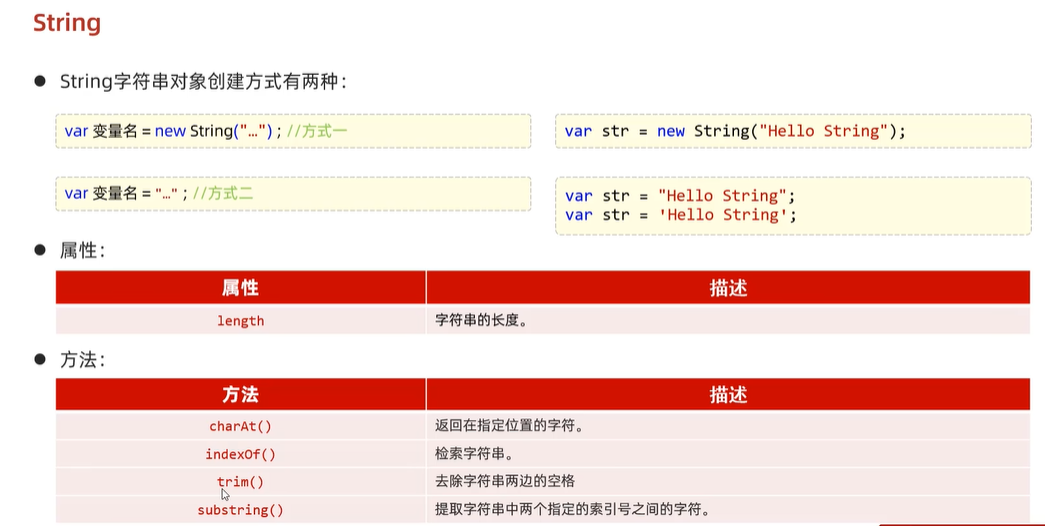 String
String字符串对象创建方式有两种：
var 变量名 = new String("…") ; //方式一
var str = new String("Hello String");
var 变量名 = "…" ; //方式二
var str = "Hello String";
var str = 'Hello String';
属性：
属性 描述
length 字符串的长度。
方法：
方法 描述
charAt() 返回在指定位置的字符。
indexOf() 检索字符串。
trim() 去除字符串两边的空格
substring() 提取字符串中两个指定的索引号之间的字符。